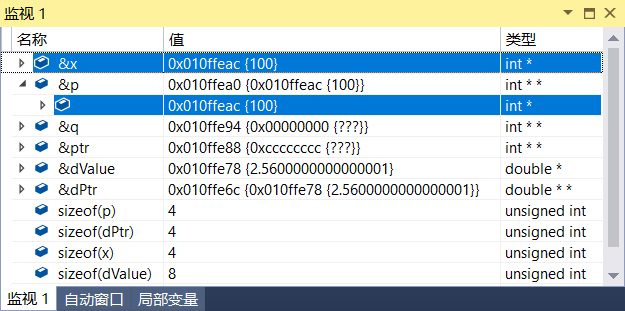 监视 1
名称 值 类型
&x 0x010ffeac {100} int *
&p 0x010ffea0 {0x010ffeac {100}} int * *
0x010ffeac {100} int *
&q 0x010ffe94 {0x00000000 {???}} int * *
&ptr 0x010ffe88 {0xcccccccc {???}} int * *
&dValue 0x010ffe78 {2.5600000000000001} double *
&dPtr 0x010ffe6c {0x010ffe78 {2.5600000000000001}} double * *
sizeof(p) 4 unsigned int
sizeof(dPtr) 4 unsigned int
sizeof(x) 4 unsigned int
sizeof(dValue) 8 unsigned int
监视 1 自动窗口 局部变量